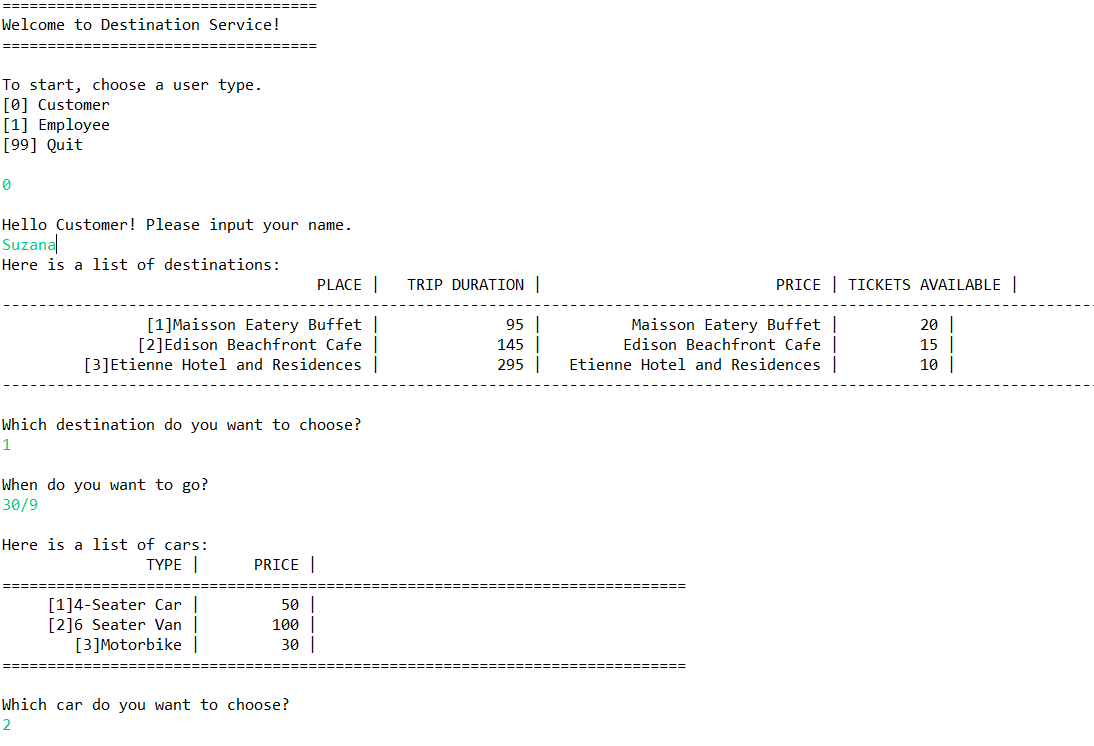 ===================================
Welcome to Destination Service!
===================================
To start, choose a user type.
[0] Customer
[1] Employee
[99] Quit
0
Hello Customer! Please input your name.
Suzana
Here is a list of destinations:
PLACE | TRIP DURATION | PRICE | TICKETS AVAILABLE |
--------------------------------------------------------------------------------------------------------------------------
[1]Maisson Eatery Buffet | 95 | Maisson Eatery Buffet | 20 |
[2]Edison Beachfront Cafe | 145 | Edison Beachfront Cafe | 15 |
[3]Etienne Hotel and Residences | 295 | Etienne Hotel and Residences | 10 |
--------------------------------------------------------------------------------------------------------------------------
Which destination do you want to choose?
1
When do you want to go?
30/9
Here is a list of cars:
TYPE | PRICE |
============================================================================
[1]4-Seater Car | 50 |
[2]6 Seater Van | 100 |
[3]Motorbike | 30 |
============================================================================
Which car do you want to choose?
2